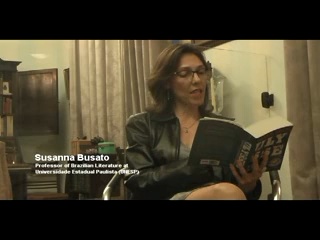 Susanna Busato
Professor of Brazilian Literature at
Universidade Estadual Paulista (UNESP)